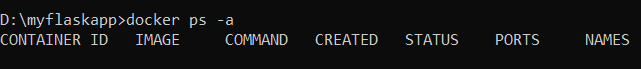 D:\myflaskapp>docker ps -a
CONTAINER ID   IMAGE     COMMAND   CREATED   STATUS    PORTS     NAMES